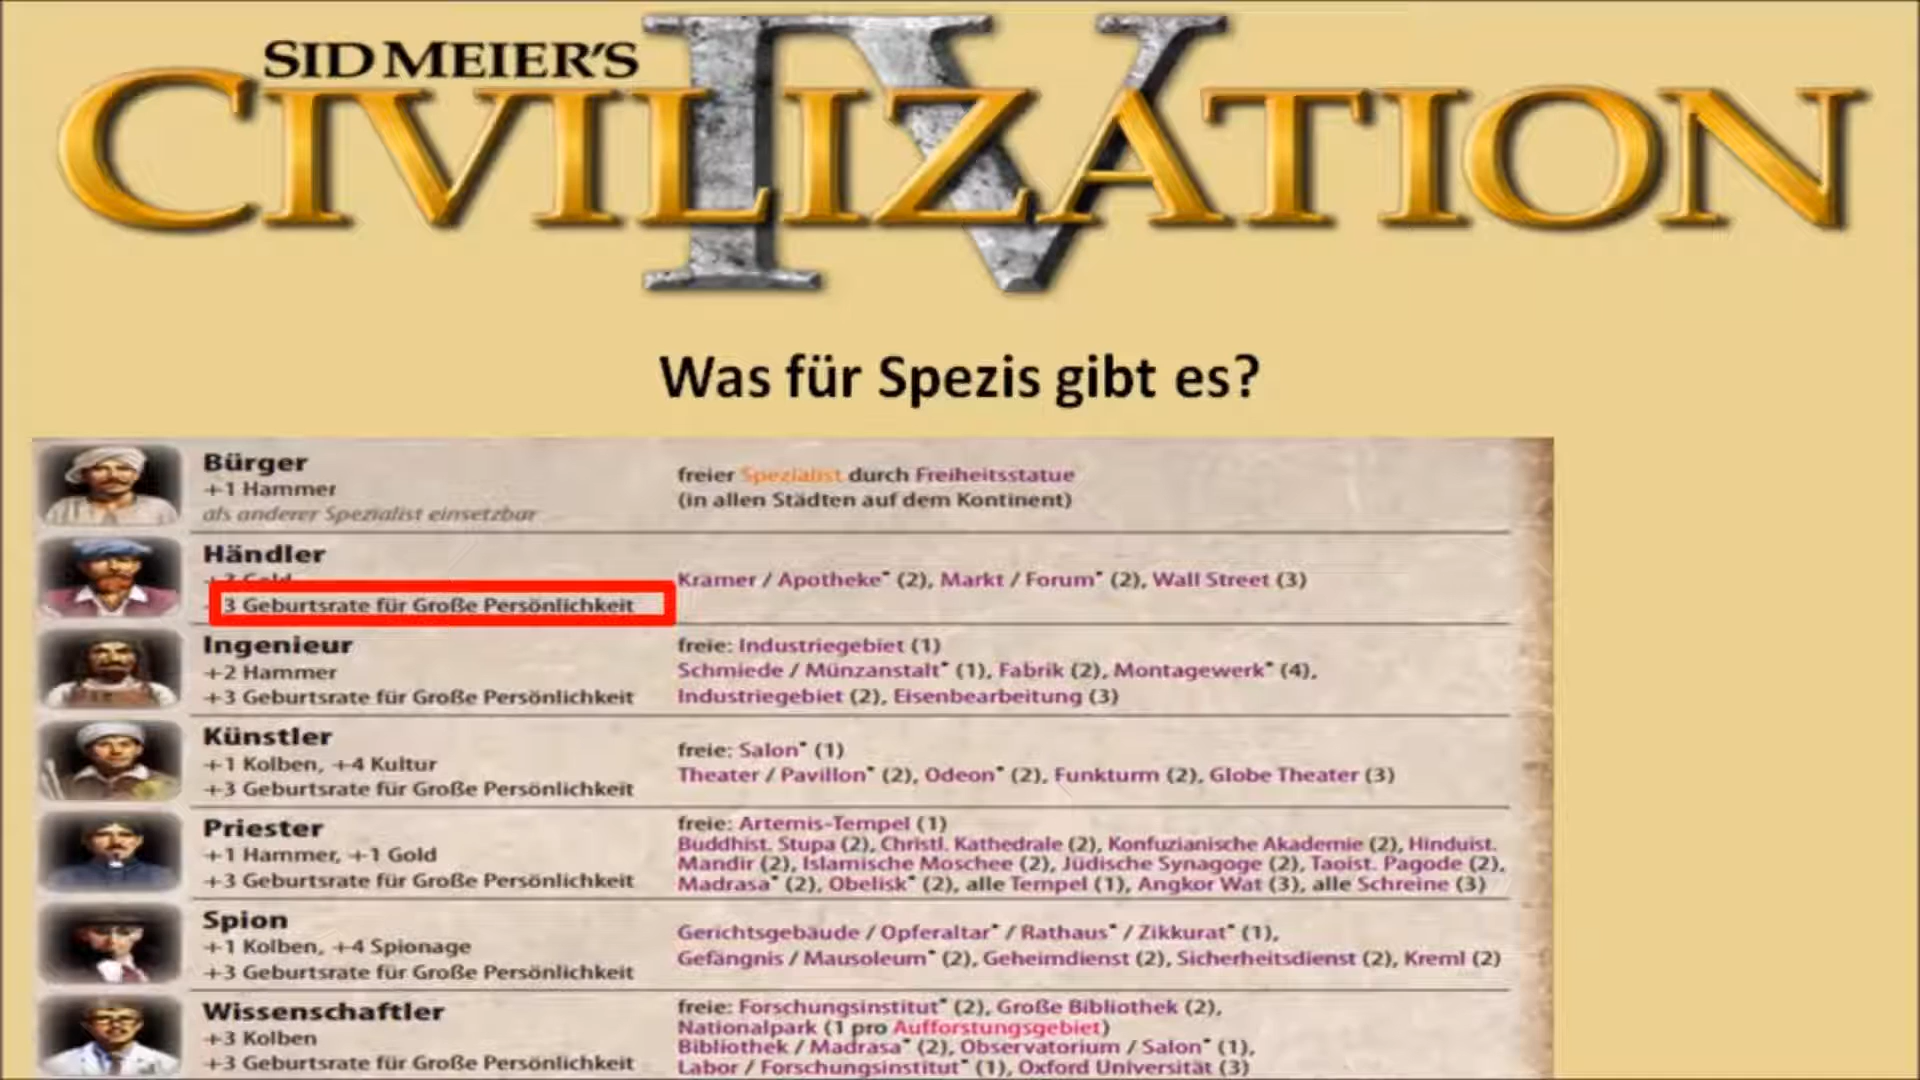 SID MEIER'S
CIVILIZATION
IV
Was für Spezis gibt es?
Bürger
+1 Hammer
als anderer Spezialist einsetzbar
freier Spezialist durch Freiheitsstatue
(in allen Städten auf dem Kontinent)
Händler
+3 Gold
3 Geburtsrate für Große Persönlichkeit
Kramer / Apotheke* (2), Markt / Forum* (2), Wall Street (3)
Ingenieur
+2 Hammer
+3 Geburtsrate für Große Persönlichkeit
freie: Industriegebiet (1)
Schmiede / Münzanstalt* (1), Fabrik (2), Montagewerk* (4),
Industriegebiet (2), Eisenbearbeitung (3)
Künstler
+1 Kolben, +4 Kultur
+3 Geburtsrate für Große Persönlichkeit
freie: Salon* (1)
Theater / Pavillon* (2), Odeon* (2), Funkturm (2), Globe Theater (3)
Priester
+1 Hammer, +1 Gold
+3 Geburtsrate für Große Persönlichkeit
freie: Artemis-Tempel (1)
Buddhist. Stupa (2), Christl. Kathedrale (2), Konfuzianische Akademie (2), Hinduist.
Mandir (2), Islamische Moschee (2), Jüdische Synagoge (2), Taoist. Pagode (2),
Madrasa* (2), Obelisk* (2), alle Tempel (1), Angkor Wat (3), alle Schreine (3)
Spion
+1 Kolben, +4 Spionage
+3 Geburtsrate für Große Persönlichkeit
Gerichtsgebäude / Opferaltar* / Rathaus* / Zikkurat* (1),
Gefängnis / Mausoleum* (2), Geheimdienst (2), Sicherheitsdienst (2), Kreml (2)
Wissenschaftler
+3 Kolben
+3 Geburtsrate für Große Persönlichkeit
freie: Forschungsinstitut* (2), Große Bibliothek (2),
Nationalpark (1 pro Aufforstungsgebiet)
Bibliothek / Madrasa* (2), Observatorium / Salon* (1),
Labor / Forschungsinstitut* (1), Oxford Universität (3)